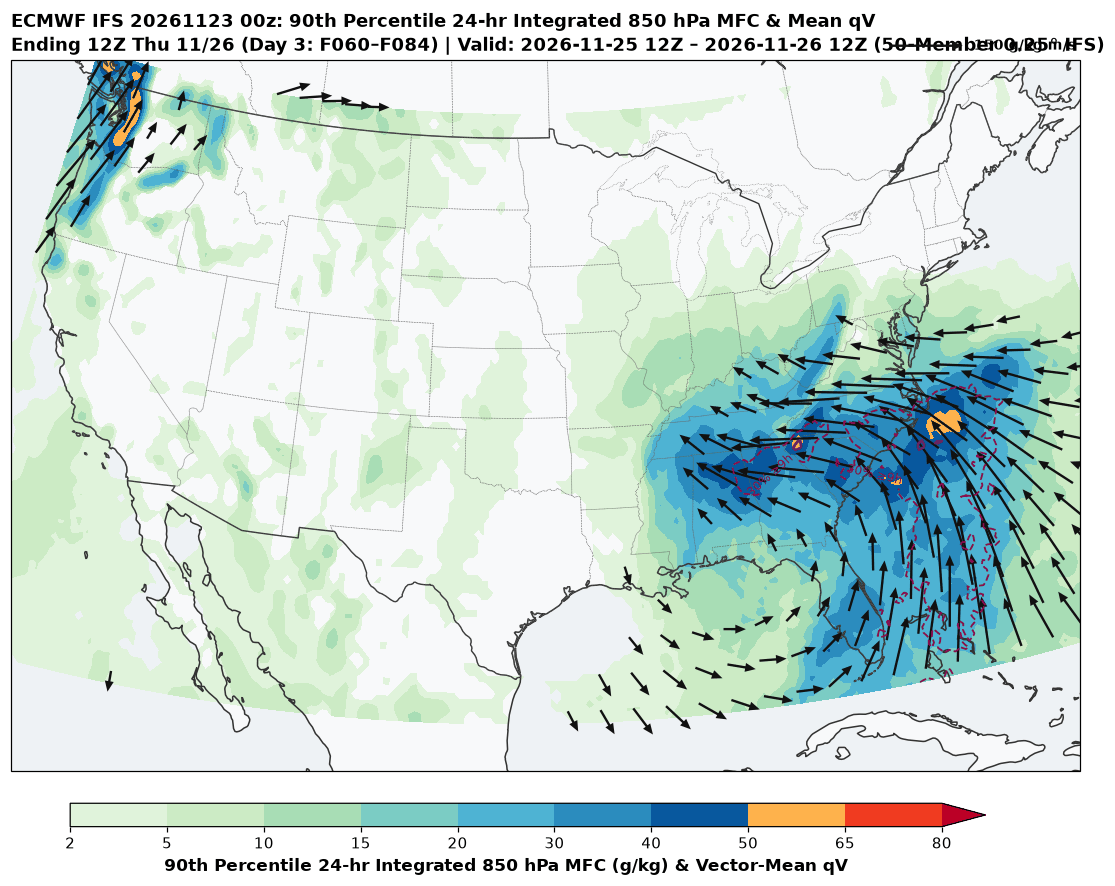 ECMWF IFS 20261123 00z: 90th Percentile 24-hr Integrated 850 hPa MFC & Mean qV
Ending 12Z Thu 11/26 (Day 3: F060–F084) | Valid: 2026-11-25 12Z – 2026-11-26 12Z (50-Member 0.25° IFS)
2 5 10 15 20 30 40 50 65 80
90th Percentile 24-hr Integrated 850 hPa MFC (g/kg) & Vector-Mean qV